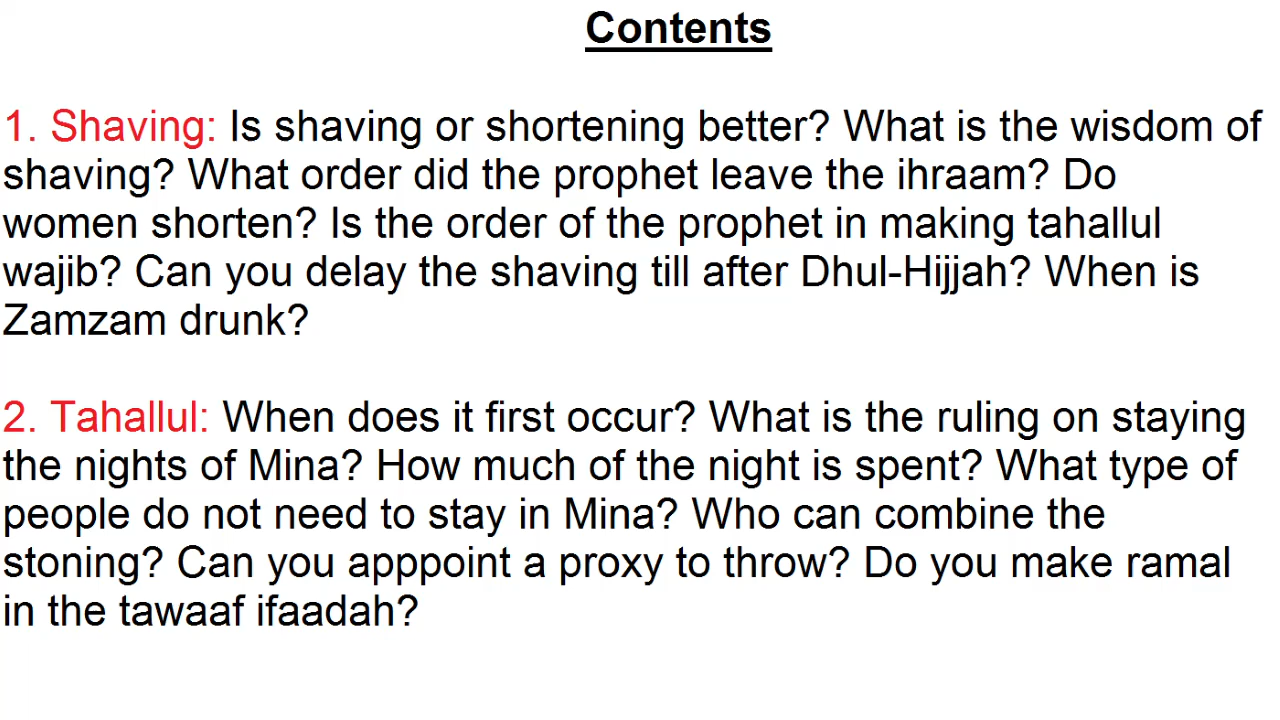 Contents
1. Shaving: Is shaving or shortening better? What is the wisdom of
shaving? What order did the prophet leave the ihraam? Do
women shorten? Is the order of the prophet in making tahallul
wajib? Can you delay the shaving till after Dhul-Hijjah? When is
Zamzam drunk?
2. Tahallul: When does it first occur? What is the ruling on staying
the nights of Mina? How much of the night is spent? What type of
people do not need to stay in Mina? Who can combine the
stoning? Can you apppoint a proxy to throw? Do you make ramal
in the tawaaf ifaadah?